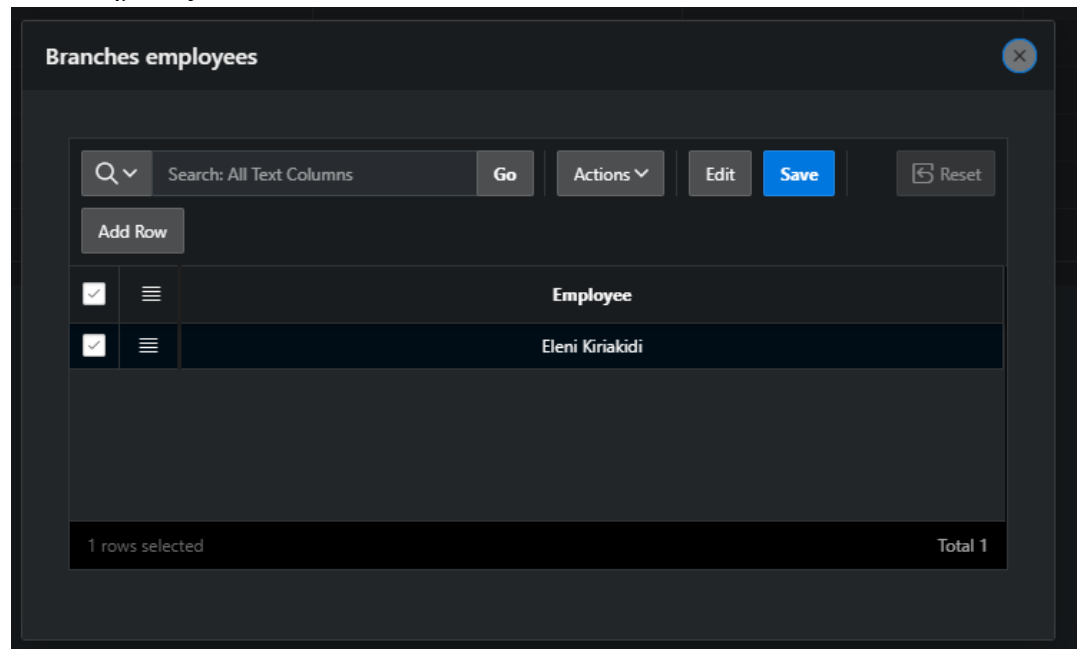 Branches employees
Search: All Text Columns Go Actions Edit Save Reset
Add Row
Employee
Eleni Kiriakidi
1 rows selected Total 1